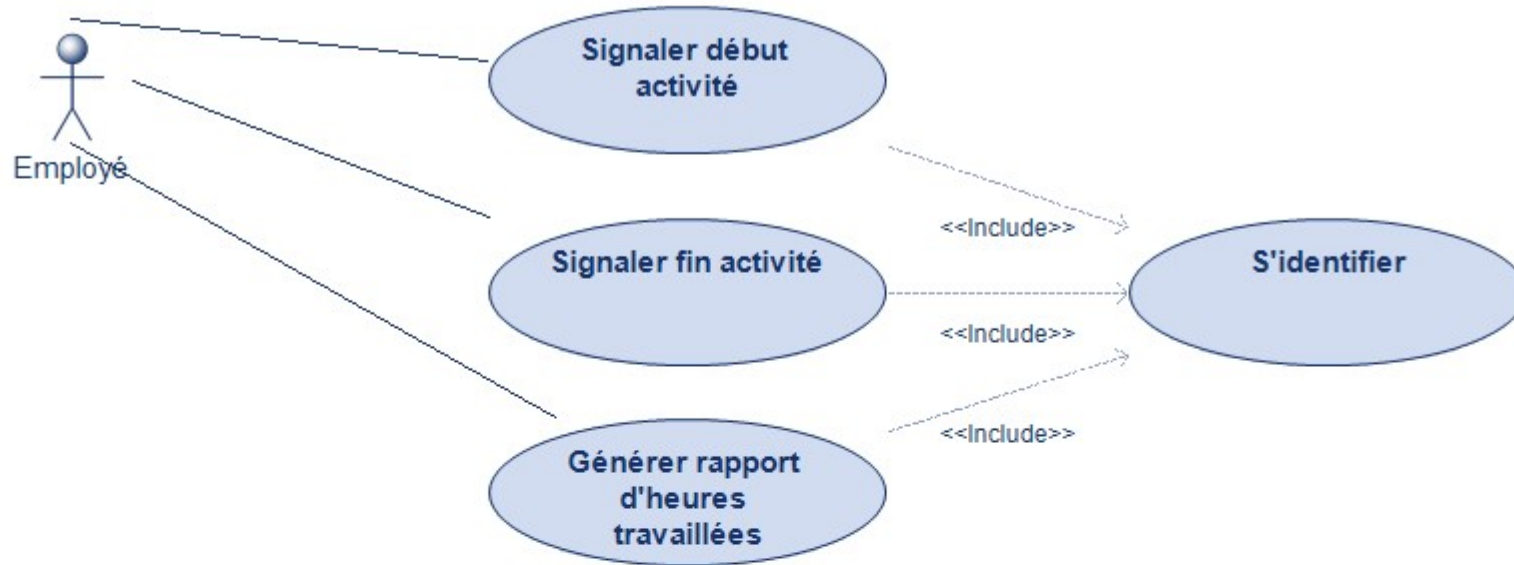 Signaler début
activité
Employé
<<Include>>
Signaler fin activité
S'identifier
<<Include>>
<<Include>>
Générer rapport
d'heures
travaillées